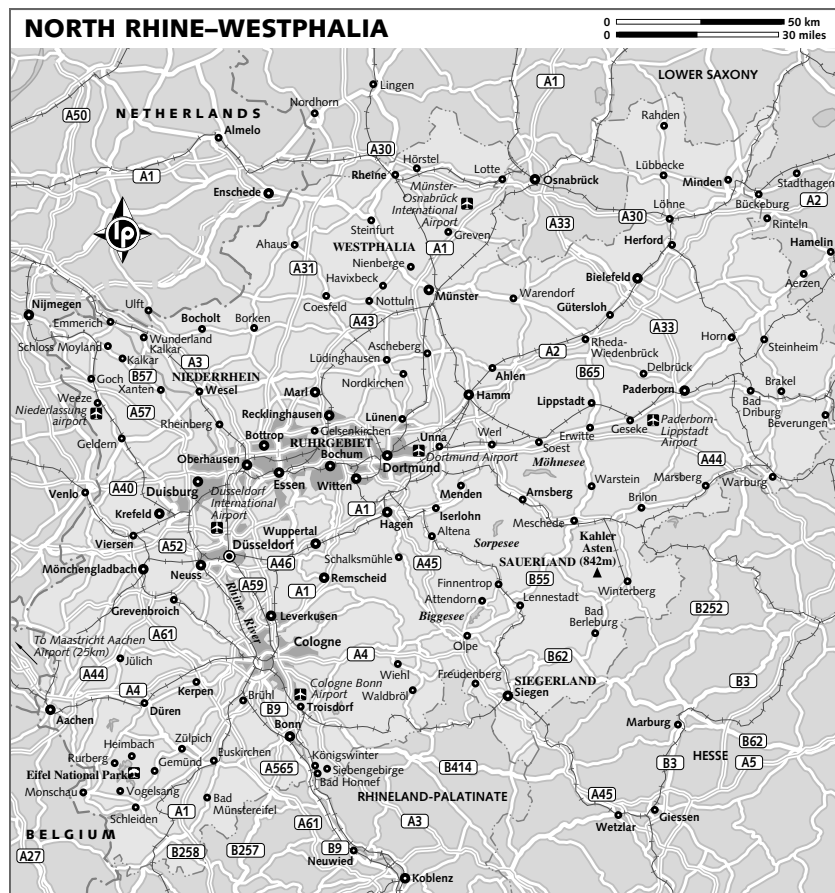 NORTH RHINE–WESTPHALIA
0 50 km
0 30 miles
LOWER SAXONY
A1
Lingen
Nordhorn
A50
NETHERLANDS
Almelo
Rahden
A30
Hörstel
Lotte
Osnabrück
Lübbecke
Minden
Stadthagen
A1
Rheine
Enschede
Münster-
Osnabrück
International
Airport
Bückeburg
A2
Löhne
A30
Rinteln
lp
Steinfurt
Greven
A33
Ahaus
WESTPHALIA
A1
Herford
Hamelin
Nienberge
A31
Havixbeck
Bielefeld
Aerzen
Coesfeld
Nottuln
Münster
Warendorf
Nijmegen
Ulft
Gütersloh
Emmerich
Bocholt
Borken
A43
A33
Schloss Moyland
Wunderland
Kalkar
Kalkar
Horn
Steinheim
A3
Ascheberg
A2
Rheda-
Wiedenbrück
Lüdinghausen
Delbrück
Goch
B57
NIEDERRHEIN
Nordkirchen
Ahlen
B65
Weeze
Xanten
Wesel
Marl
Hamm
Paderborn
Brakel
Niederlassung
airport
A57
Lippstadt
Bad
Driburg
Recklinghausen
Lünen
Beverungen
Rheinberg
Gelsenkirchen
Geseke
Paderborn-
Lippstadt
Airport
Geldern
Bottrop
RUHRGEBIET
Unna
Werl
Erwitte
Oberhausen
Bochum
Dortmund
Dortmund Airport
Soest
Möhnesee
A44
Essen
Witten
Duisburg
Venlo
A40
Düsseldorf
International
Airport
Menden
Arnsberg
Warstein
Marsberg
Warburg
Krefeld
A1
Iserlohn
Brilon
Hagen
Meschede
Viersen
Wuppertal
Altena
Sorpesee
Kahler
Asten
(842m)
A52
Düsseldorf
Schalksmühle
A46
A45
SAUERLAND
Mönchengladbach
Neuss
A59
Remscheid
Finnentrop
B55
Winterberg
A1
Attendorn
Lennestadt
Grevenbroich
Rhine River
Leverkusen
Biggesee
B252
Bad
Berleburg
A61
Cologne
Olpe
To Maastricht Aachen
Airport (25km)
Jülich
A4
B62
A44
Wiehl
Freudenberg
SIEGERLAND
B3
Kerpen
Cologne Bonn
Airport
A4
Brühl
Waldbröl
Siegen
B9
Troisdorf
Aachen
Düren
Marburg
Bonn
Zülpich
B62
Heimbach
Königswinter
HESSE
Rurberg
Euskirchen
Siebengebirge
B414
B3
A5
Gemünd
A565
Bad Honnef
Eifel National Park
Monschau
Vogelsang
Bad
Münstereifel
RHINELAND-PALATINATE
A45
Schleiden
A1
Giessen
A61
A3
Wetzlar
BELGIUM
A27
B258
B257
B9
Neuwied
Koblenz